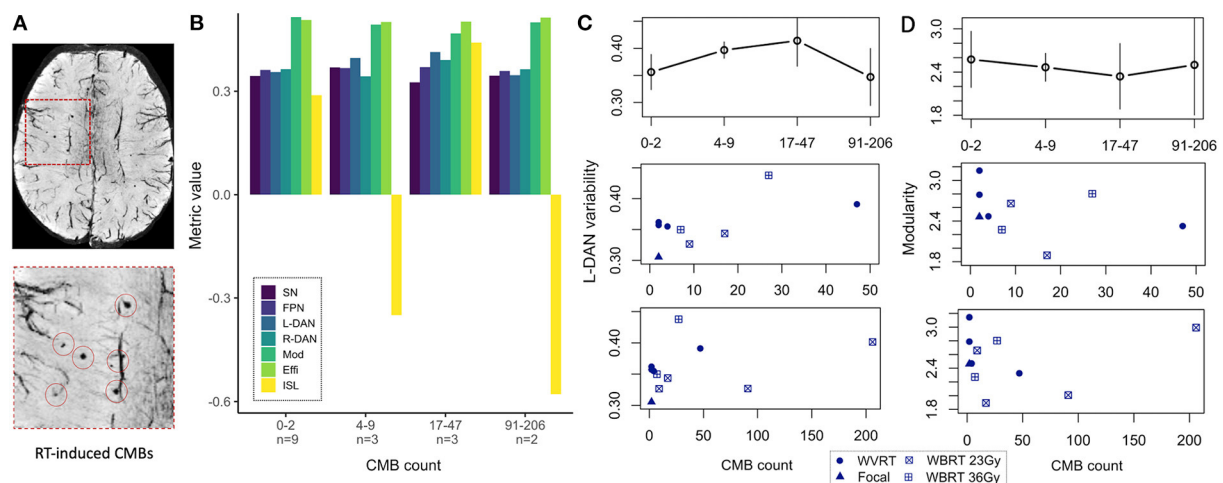 A
RT-induced CMBs
B
Metric value
0.3
0.0
-0.3
-0.6
SN
FPN
L-DAN
R-DAN
Mod
Effi
ISL
0-2 4-9 17-47 91-206
n=9 n=3 n=3 n=2
CMB count
C
L-DAN variability
0.40
0.30
0-2 4-9 17-47 91-206
0.40
0.30
0 10 20 30 40 50
0.40
0.30
0 50 100 150 200
CMB count
D
Modularity
3.0
2.4
1.8
0-2 4-9 17-47 91-206
3.0
2.4
1.8
0 10 20 30 40 50
3.0
2.4
1.8
0 50 100 150 200
CMB count
WVRT WBRT 23Gy
Focal WBRT 36Gy